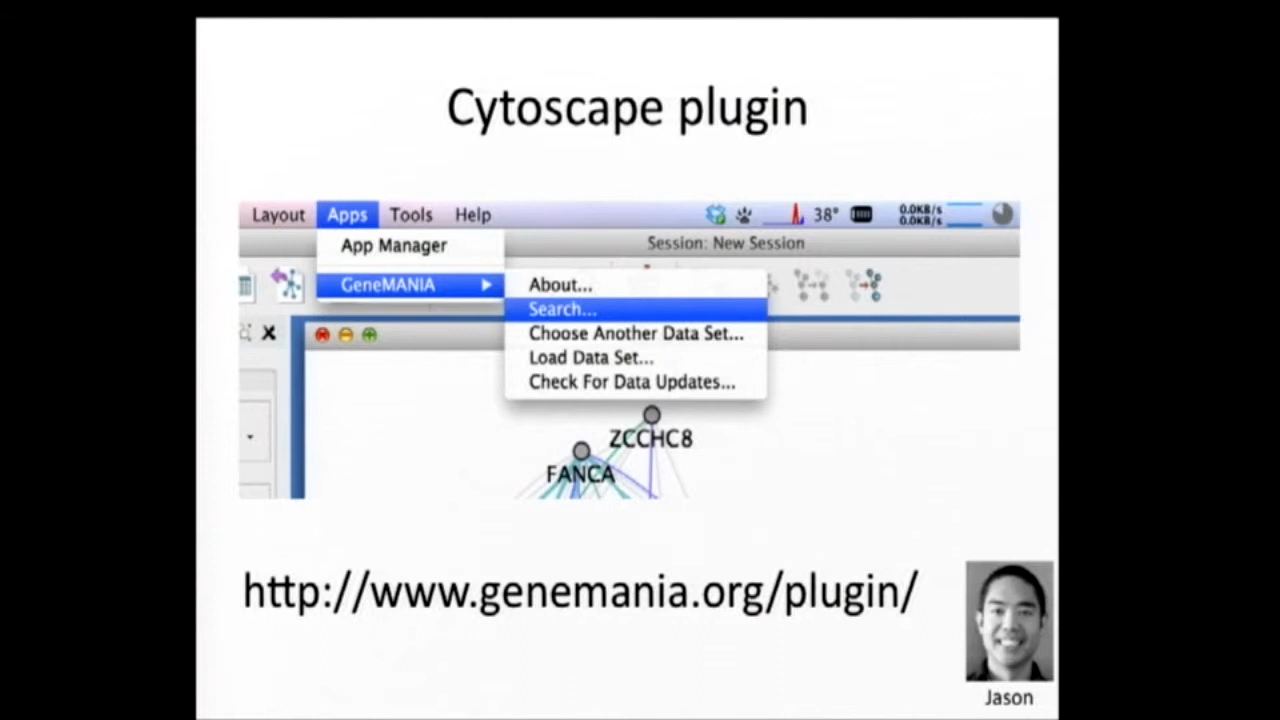 Cytoscape plugin
Layout Apps Tools Help 38° 0.0KB/s
0.0KB/s
App Manager
Session: New Session
GeneMANIA
About...
Search...
Choose Another Data Set...
Load Data Set...
Check For Data Updates...
ZCCHC8
FANCA
http://www.genemania.org/plugin/
Jason